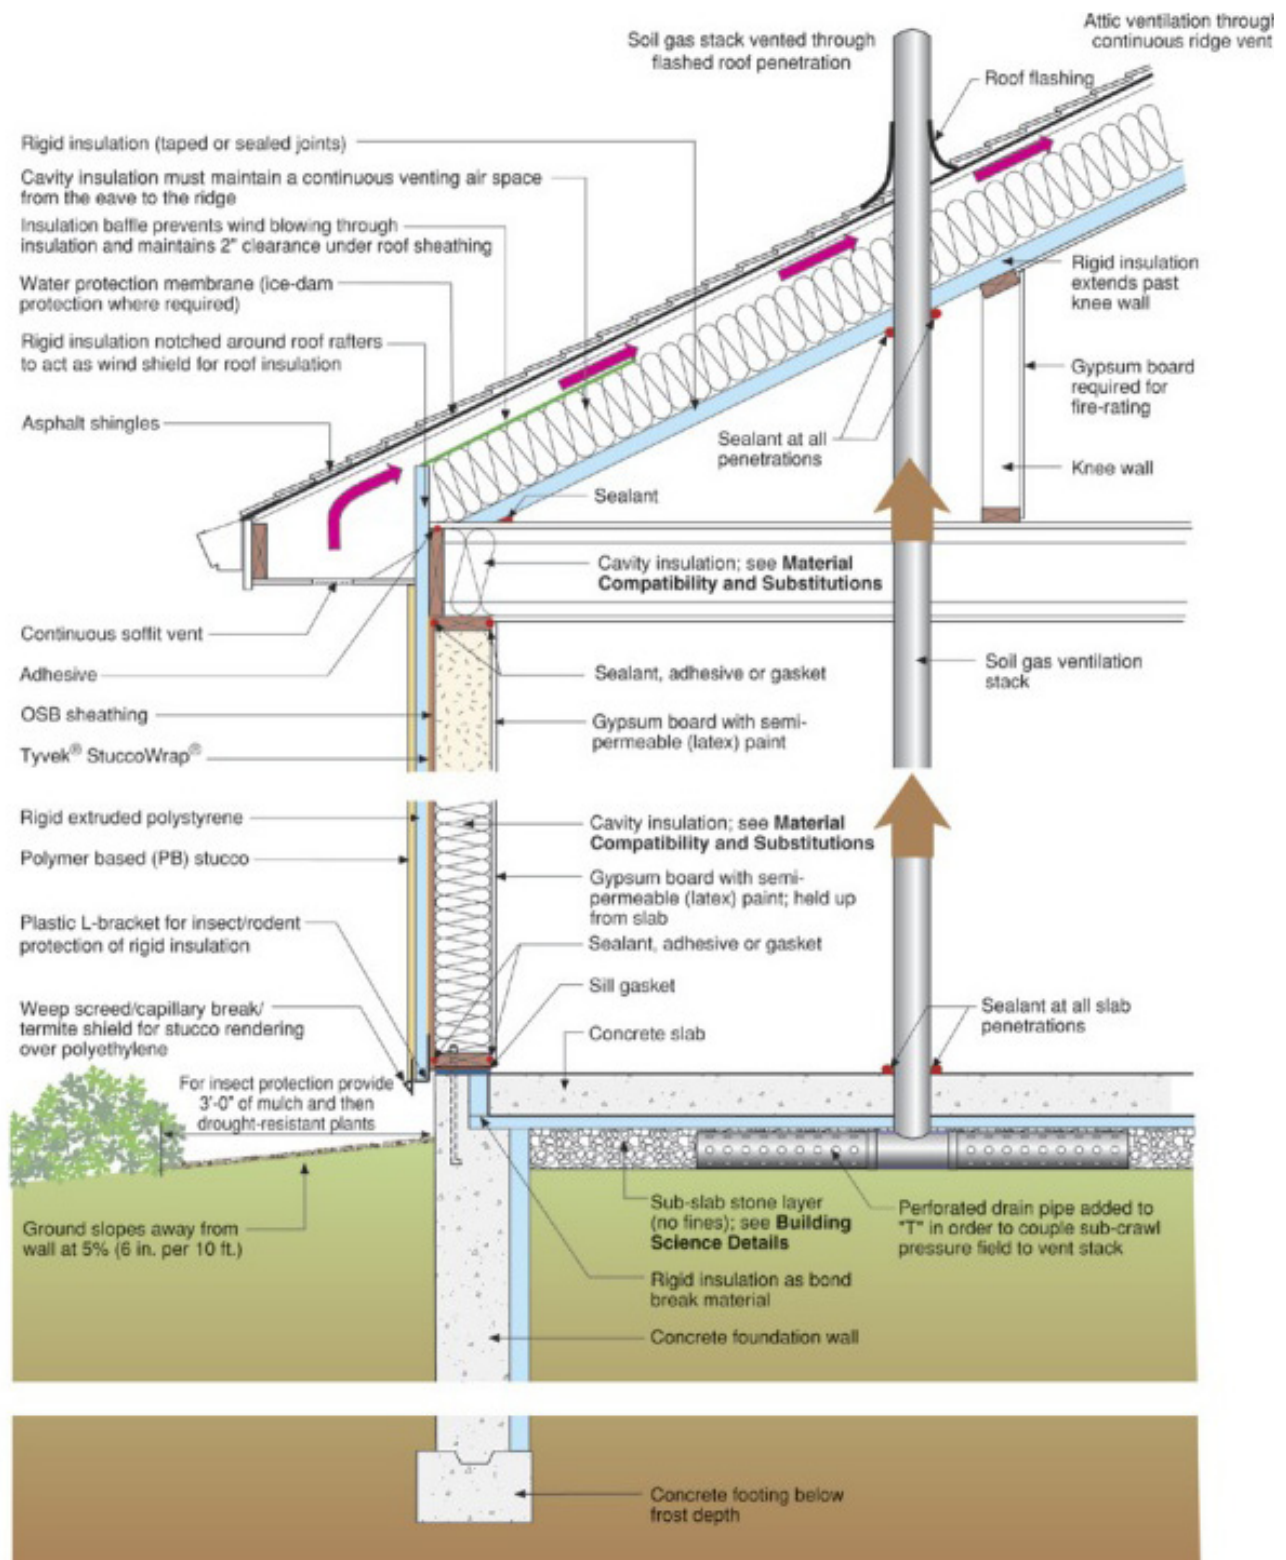 Attic ventilation through
continuous ridge vent
Soil gas stack vented through
flashed roof penetration
Roof flashing
Rigid insulation (taped or sealed joints)
Cavity insulation must maintain a continuous venting air space
from the eave to the ridge
Insulation baffle prevents wind blowing through
insulation and maintains 2" clearance under roof sheathing
Water protection membrane (ice-dam
protection where required)
Rigid insulation notched around roof rafters
to act as wind shield for roof insulation
Asphalt shingles
Rigid insulation
extends past
knee wall
Gypsum board
required for
fire-rating
Sealant at all
penetrations
Knee wall
Sealant
Cavity insulation; see Material
Compatibility and Substitutions
Continuous soffit vent
Adhesive
OSB sheathing
Tyvek® StuccoWrap®
Sealant, adhesive or gasket
Soil gas ventilation
stack
Gypsum board with semi-
permeable (latex) paint
Rigid extruded polystyrene
Polymer based (PB) stucco
Plastic L-bracket for insect/rodent
protection of rigid insulation
Weep screed/capillary break/
termite shield for stucco rendering
over polyethylene
Cavity insulation; see Material
Compatibility and Substitutions
Gypsum board with semi-
permeable (latex) paint; held up
from slab
Sealant, adhesive or gasket
Sill gasket
Concrete slab
Sealant at all slab
penetrations
For insect protection provide
3'-0" of mulch and then
drought-resistant plants
Ground slopes away from
wall at 5% (6 in. per 10 ft.)
Sub-slab stone layer
(no fines); see Building
Science Details
Perforated drain pipe added to
"T" in order to couple sub-crawl
pressure field to vent stack
Rigid insulation as bond
break material
Concrete foundation wall
Concrete footing below
frost depth